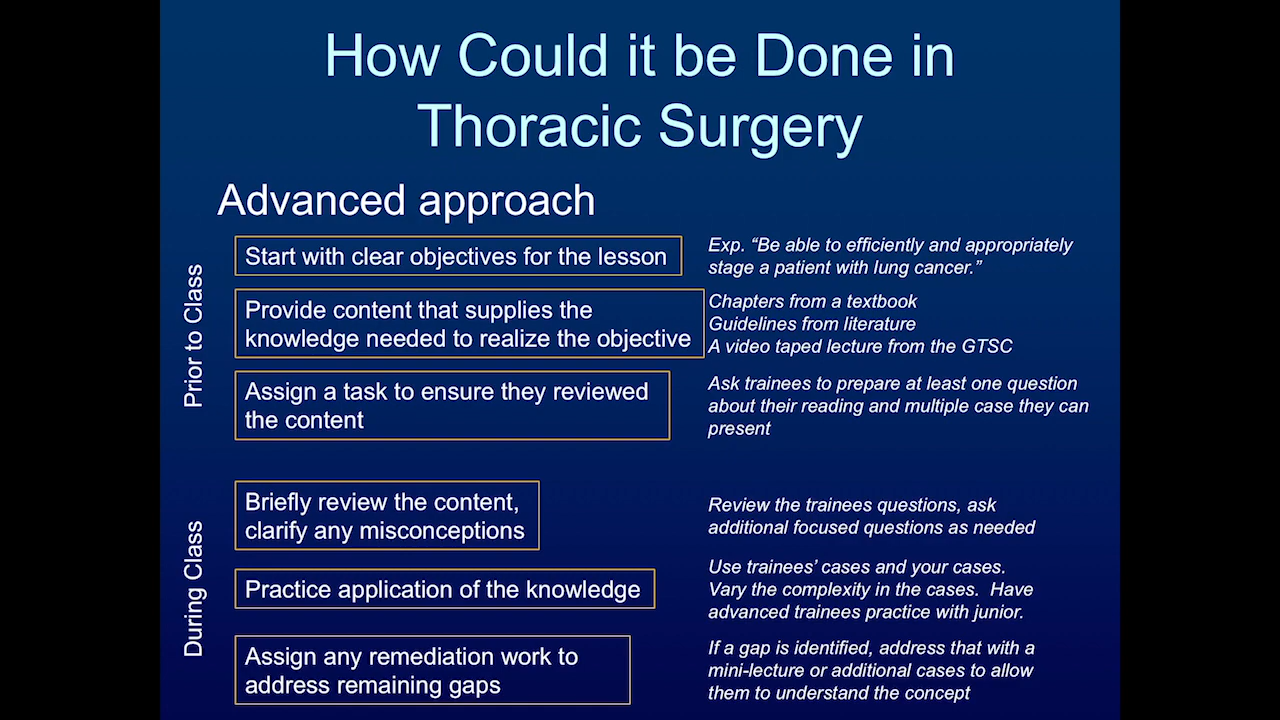 How Could it be Done in
Thoracic Surgery
Advanced approach
Prior to Class
Start with clear objectives for the lesson
Exp. “Be able to efficiently and appropriately
stage a patient with lung cancer.”
Provide content that supplies the
knowledge needed to realize the objective
Chapters from a textbook
Guidelines from literature
A video taped lecture from the GTSC
Assign a task to ensure they reviewed
the content
Ask trainees to prepare at least one question
about their reading and multiple case they can
present
During Class
Briefly review the content,
clarify any misconceptions
Review the trainees questions, ask
additional focused questions as needed
Practice application of the knowledge
Use trainees’ cases and your cases.
Vary the complexity in the cases.  Have
advanced trainees practice with junior.
Assign any remediation work to
address remaining gaps
If a gap is identified, address that with a
mini-lecture or additional cases to allow
them to understand the concept